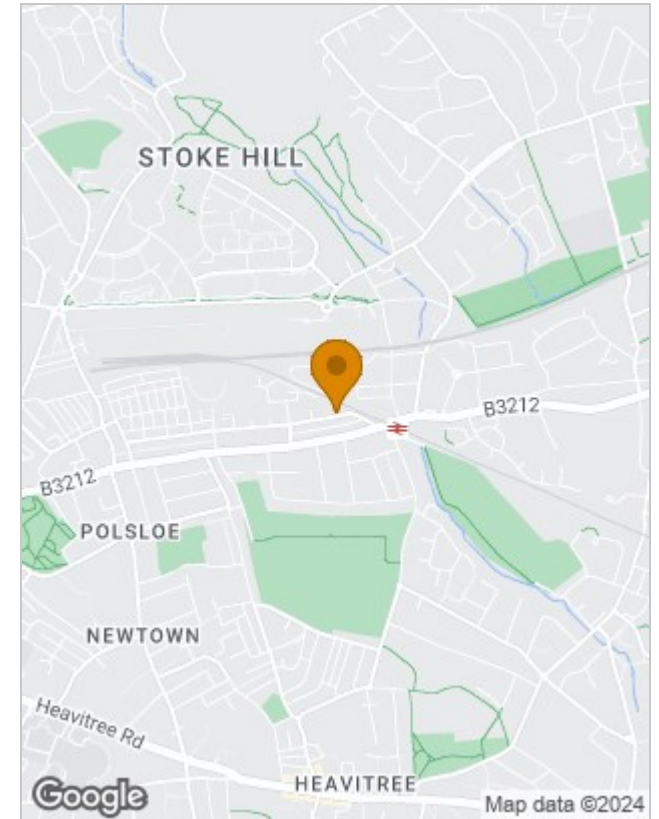 STOKE HILL
B3212
B3212
POLSLOE
NEWTOWN
Heavitree Rd
HEAVITREE
Google
Map data ©2024